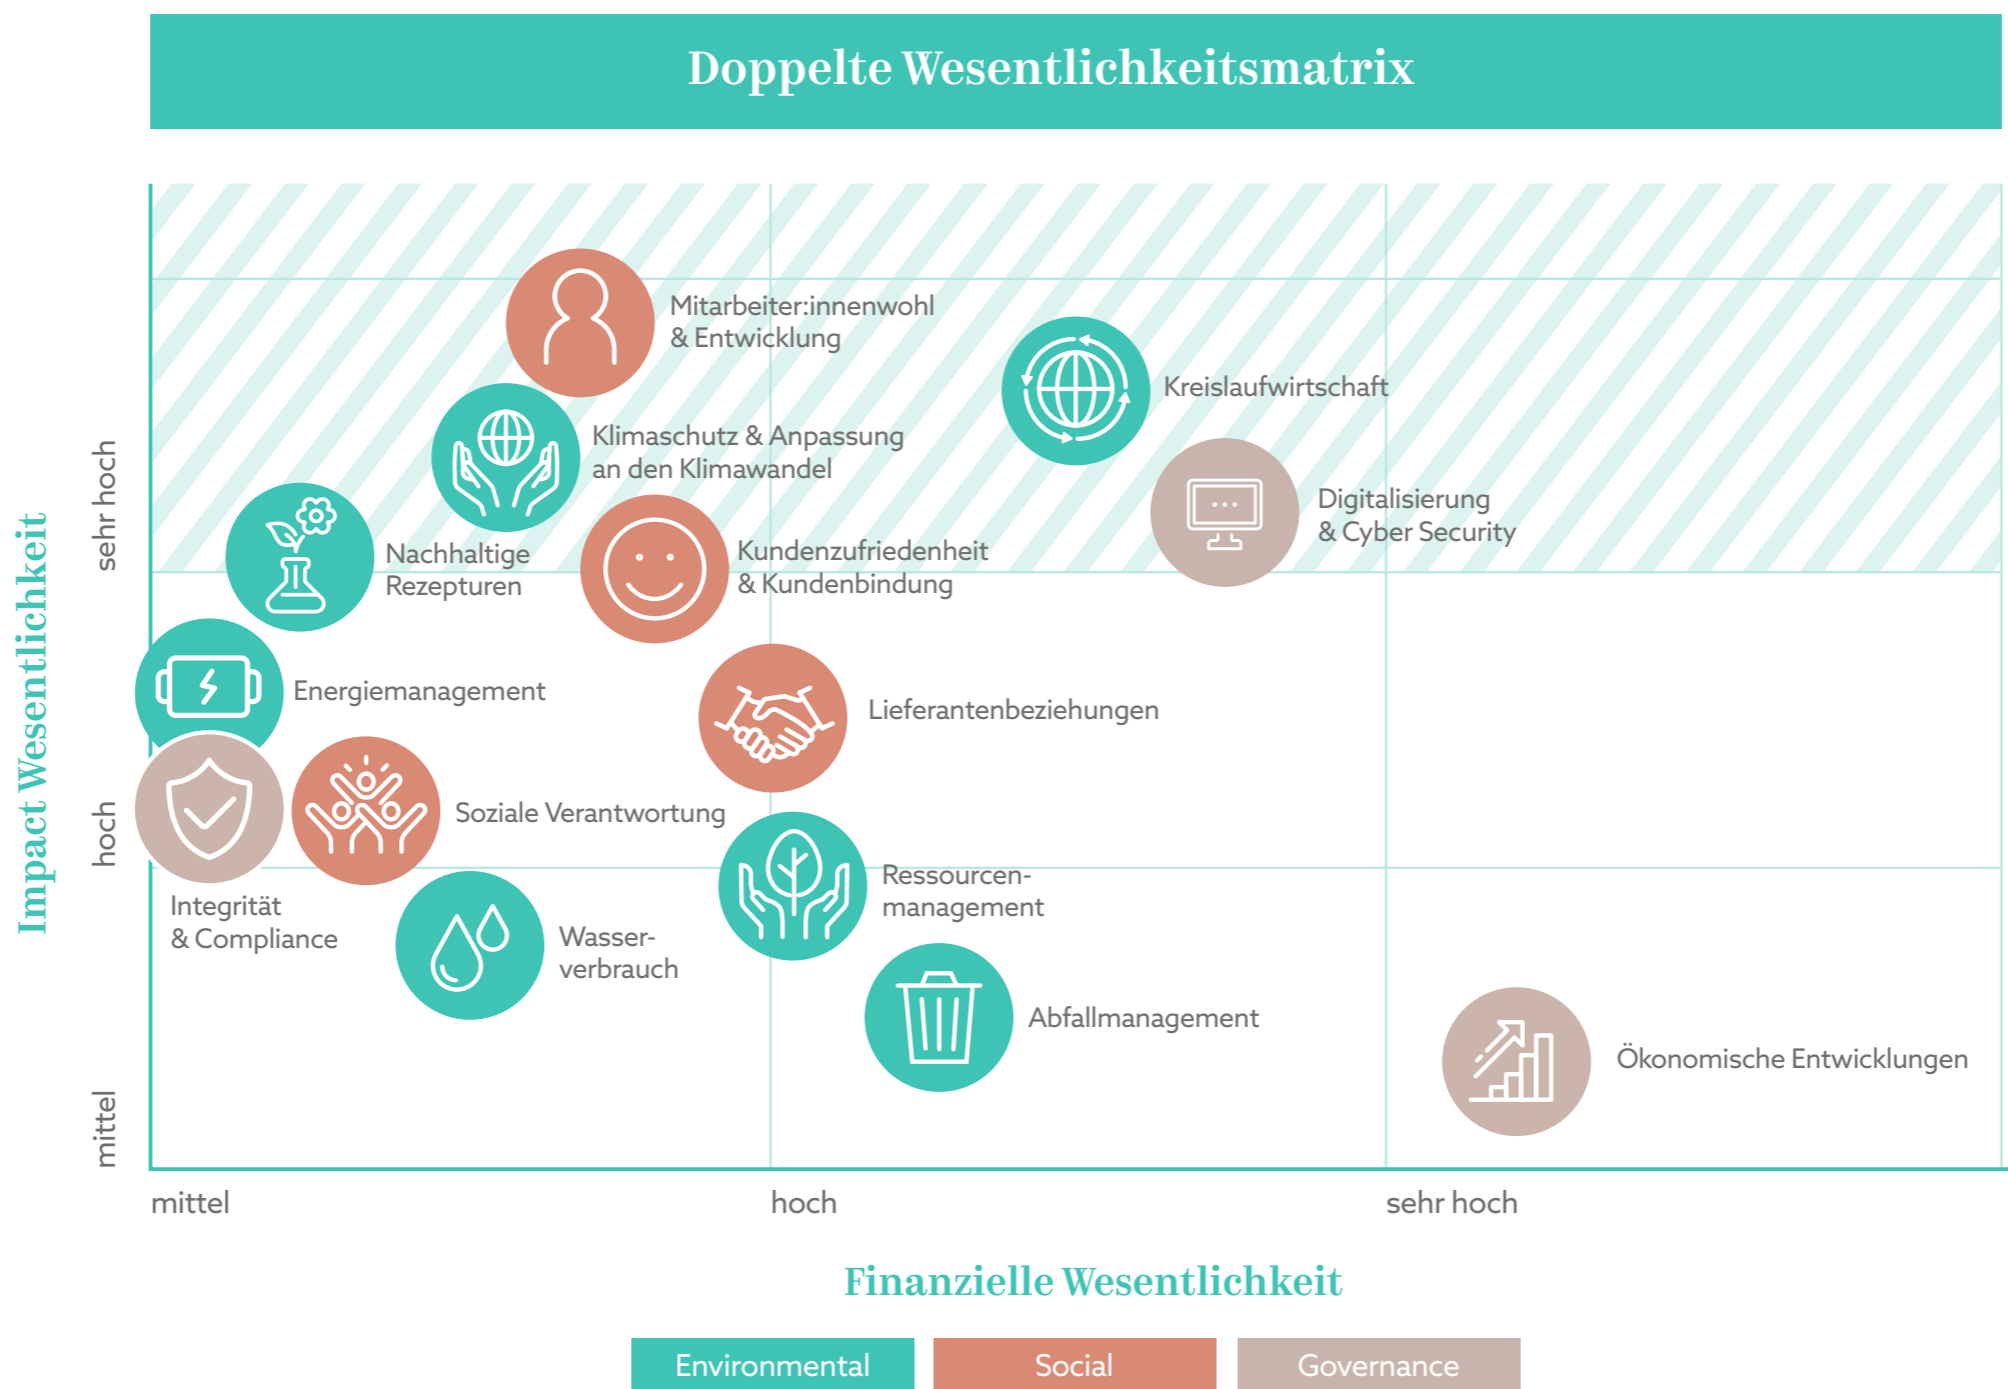 Doppelte Wesentlichkeitsmatrix
Impact Wesentlichkeit
sehr hoch
hoch
mittel
Mitarbeiter:innenwohl
& Entwicklung
Kreislaufwirtschaft
Klimaschutz & Anpassung
an den Klimawandel
Digitalisierung
& Cyber Security
Nachhaltige
Rezepturen
Kundenzufriedenheit
& Kundenbindung
Energiemanagement
Lieferantenbeziehungen
Soziale Verantwortung
Integrität
& Compliance
Ressourcen-
management
Wasser-
verbrauch
Abfallmanagement
Ökonomische Entwicklungen
mittel
hoch
sehr hoch
Finanzielle Wesentlichkeit
Environmental
Social
Governance